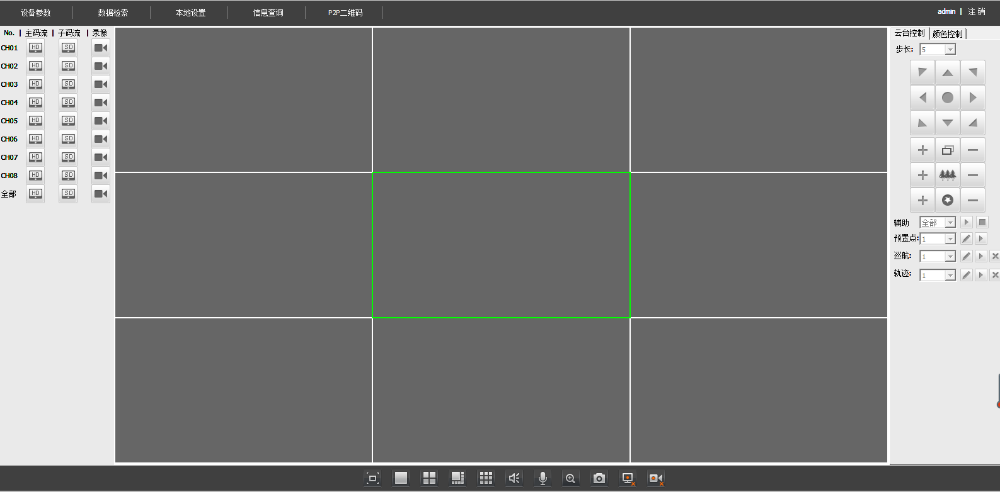 设备参数 数据检索 本地设置 信息查询 P2P二维码 admin | 注 销
No. 主码流 子码流 录像
CH01 HD SD
CH02 HD SD
CH03 HD SD
CH04 HD SD
CH05 HD SD
CH06 HD SD
CH07 HD SD
CH08 HD SD
全部 HD SD
云台控制 颜色控制
步长: 5
辅助 全部
预置点: 1
巡航: 1
轨迹: 1